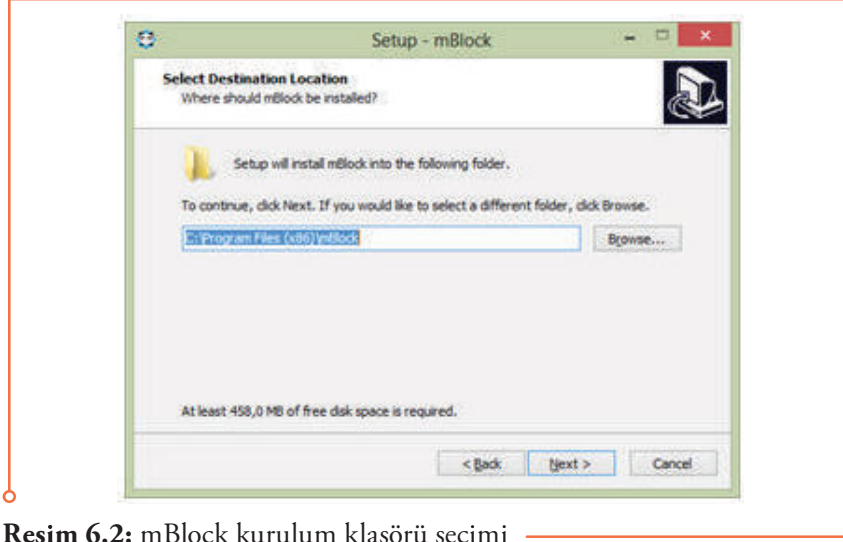 Setup - mBlock
Select Destination Location
Where should mBlock be installed?
Setup will install mBlock into the following folder.
To continue, click Next. If you would like to select a different folder, click Browse.
C:\Program Files (x86)\mBlock
Browse...
At least 458,0 MB of free disk space is required.
< Back
Next >
Cancel
Resim 6.2: mBlock kurulum klasörü seçimi